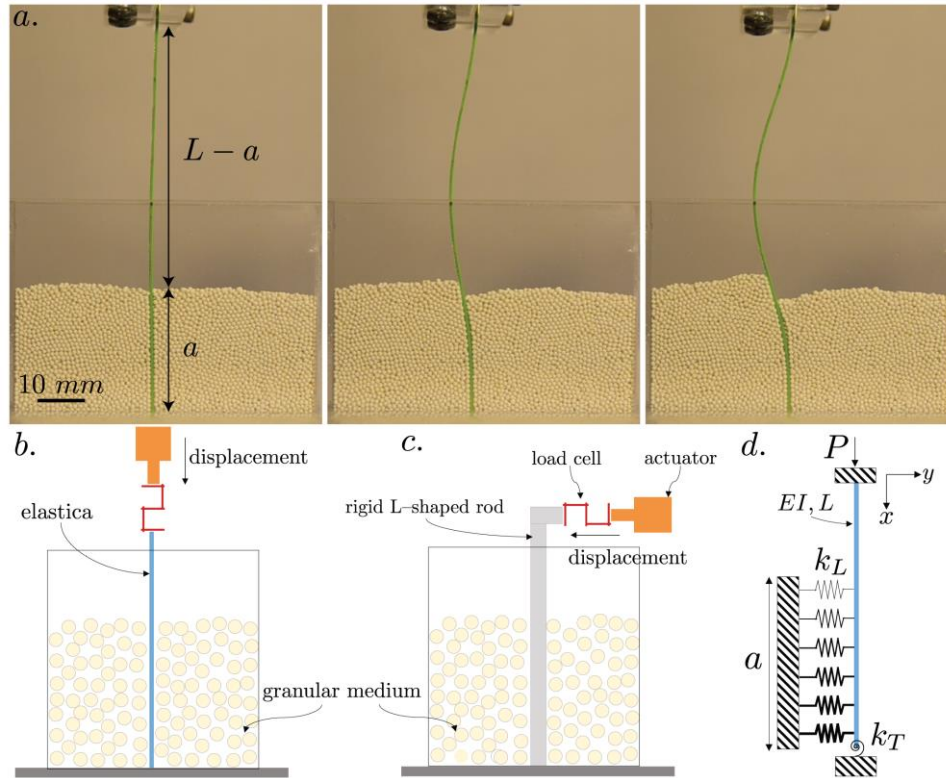 a.
L − a
a
10 mm
b.
displacement
elastica
granular medium
c.
load cell
actuator
rigid L–shaped rod
displacement
d.
P
y
x
EI, L
k_L
a
k_T